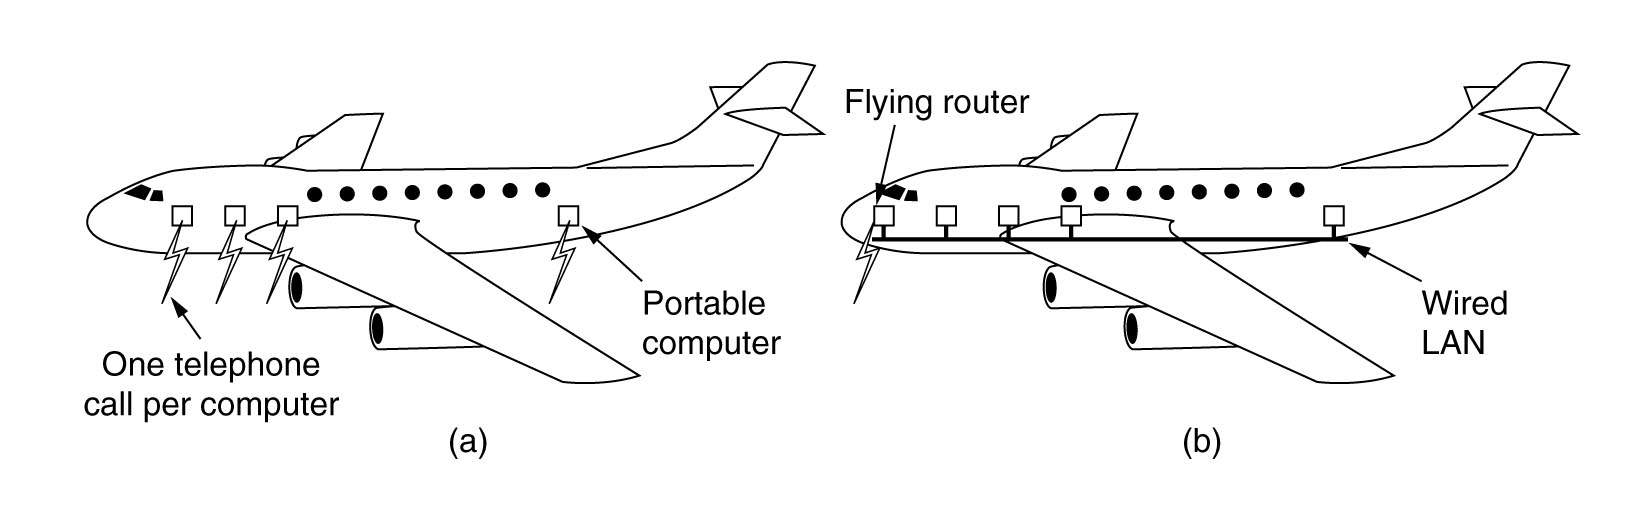 Flying router
Portable
computer
Wired
LAN
One telephone
call per computer
(a)
(b)